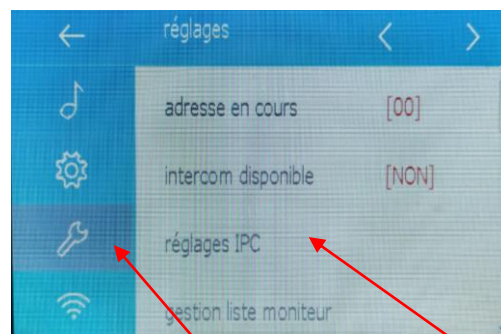 réglages
adresse en cours [00]
intercom disponible [NON]
réglages IPC
gestion liste moniteur